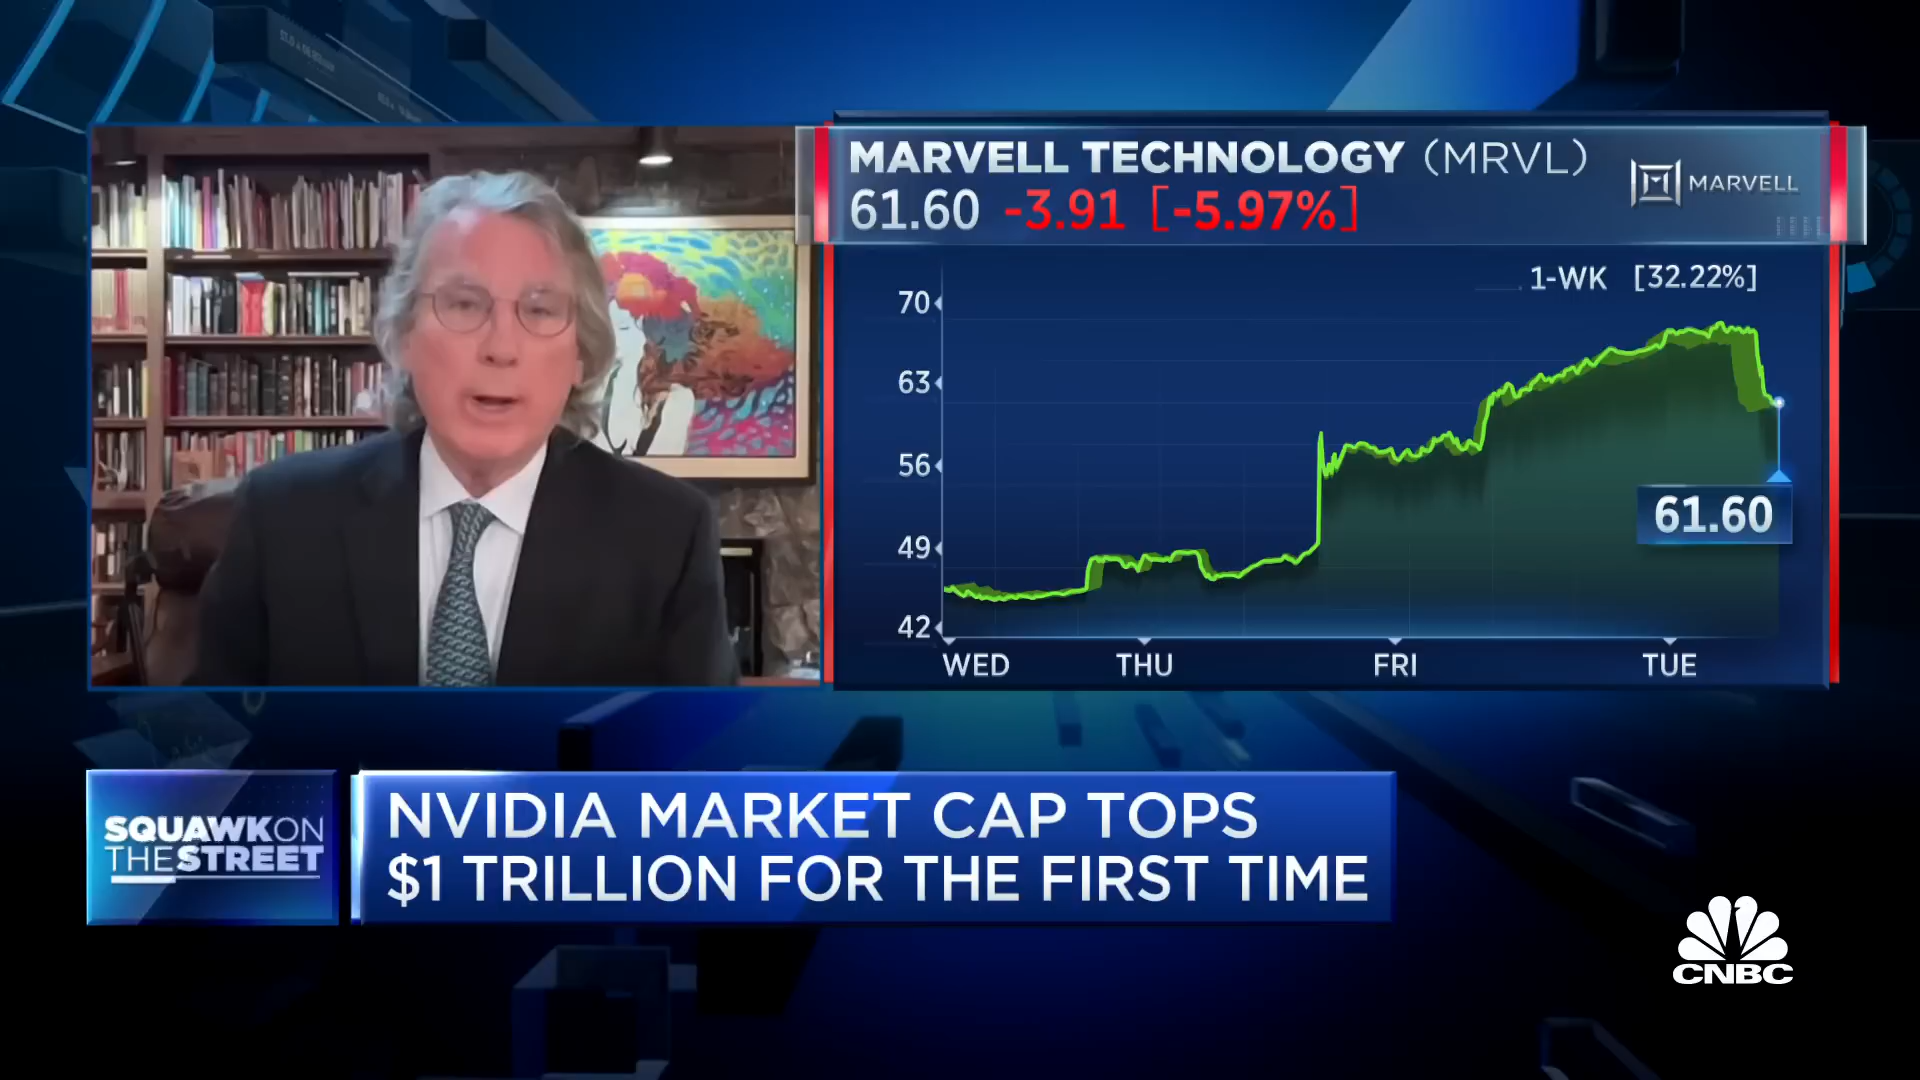 MARVELL TECHNOLOGY (MRVL)
61.60 -3.91 [-5.97%]
MARVELL
1-WK [32.22%]
70
63
56
49
42
61.60
WED THU FRI TUE
SQUAWK ON
THE STREET
NVIDIA MARKET CAP TOPS
$1 TRILLION FOR THE FIRST TIME
CNBC